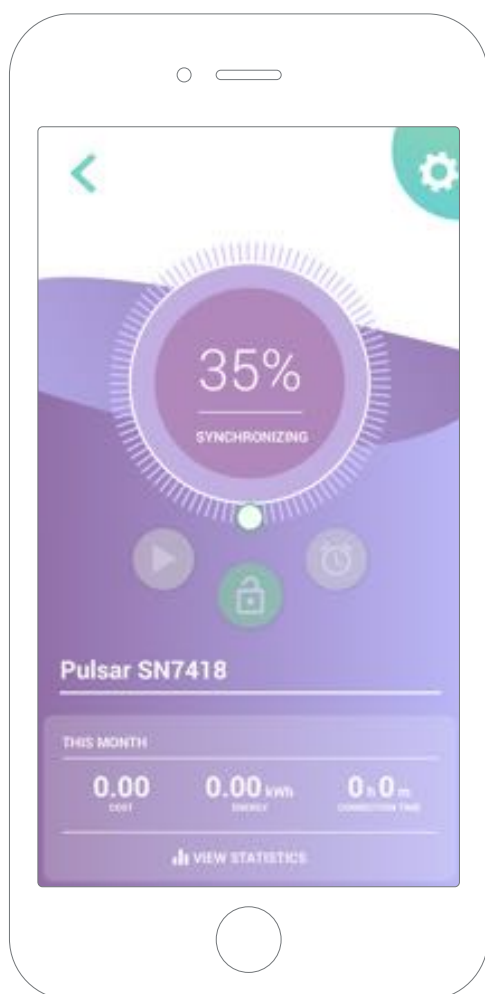 35%
SYNCHRONIZING
Pulsar SN7418
THIS MONTH
0.00 0.00 kWh 0 h 0 m
COST ENERGY CONNECTION TIME
VIEW STATISTICS